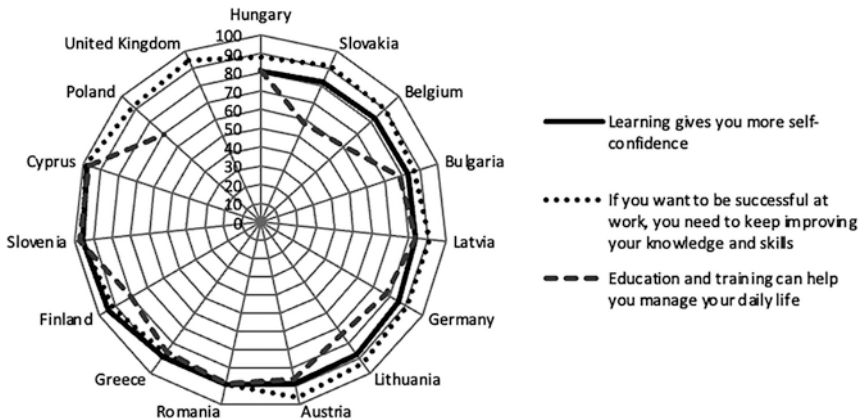 Hungary
Slovakia
Belgium
Bulgaria
Latvia
Germany
Lithuania
Austria
Romania
Greece
Finland
Slovenia
Cyprus
Poland
United Kingdom
100
90
80
70
60
50
40
30
20
10
0
Learning gives you more self-
confidence
If you want to be successful at
work, you need to keep improving
your knowledge and skills
Education and training can help
you manage your daily life